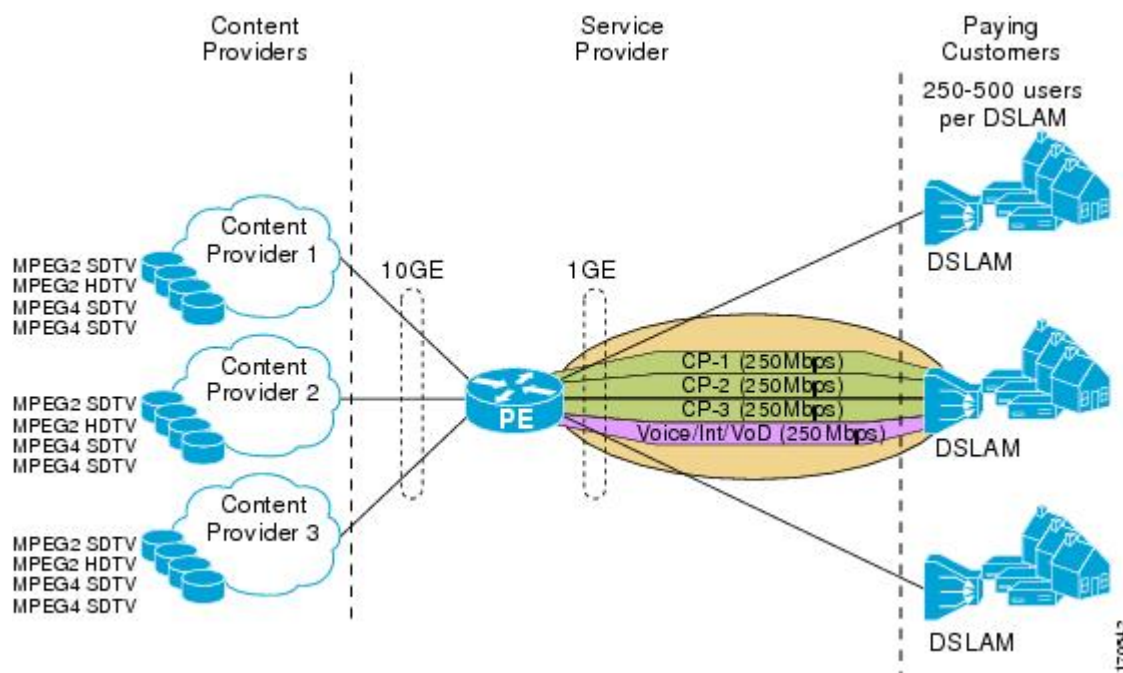 Content
Providers
Service
Provider
Paying
Customers
250-500 users
per DSLAM
Content
Provider 1
MPEG2 SDTV
MPEG2 HDTV
MPEG4 SDTV
MPEG4 SDTV
10GE
1GE
DSLAM
Content
Provider 2
MPEG2 SDTV
MPEG2 HDTV
MPEG4 SDTV
MPEG4 SDTV
PE
CP-1 (250Mbps)
CP-2 (250Mbps)
CP-3 (250Mbps)
Voice/Int/VoD (250Mbps)
DSLAM
Content
Provider 3
MPEG2 SDTV
MPEG2 HDTV
MPEG4 SDTV
MPEG4 SDTV
DSLAM